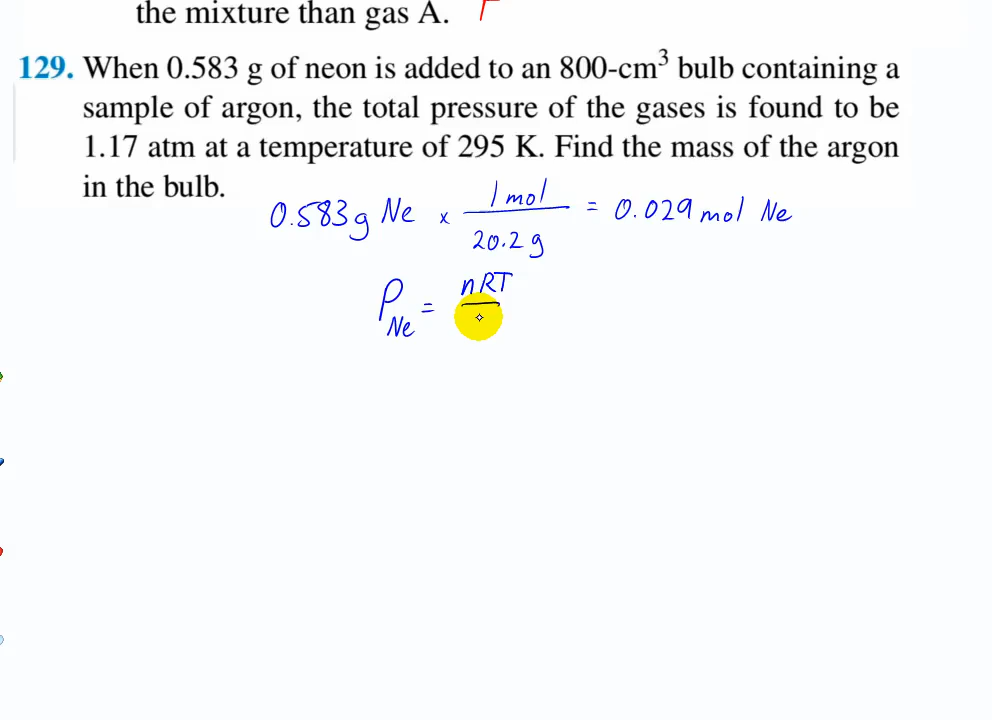 the mixture than gas A.
129. When 0.583 g of neon is added to an 800-cm³ bulb containing a
sample of argon, the total pressure of the gases is found to be
1.17 atm at a temperature of 295 K. Find the mass of the argon
in the bulb.
0.583g Ne x 1 mol / 20.2 g = 0.029 mol Ne
P Ne = nRT